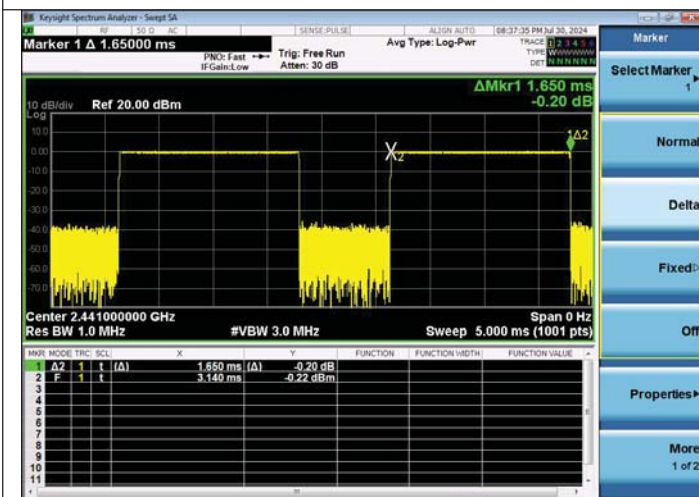 Keysight Spectrum Analyzer - Swept SA
RF 50 Ω AC SENSE:PULSE ALIGN AUTO 08:37:35 PM Jul 30, 2024
Marker 1 Δ 1.65000 ms
PNO: Fast
IFGain:Low
Trig: Free Run
Atten: 30 dB
Avg Type: Log-Pwr
TRACE 1 2 3 4 5 6
TYPE
DET N N N N N N
ΔMkr1 1.650 ms
-0.20 dB
10 dB/div Ref 20.00 dBm
Log
10.0
0.00
-10.0
-20.0
-30.0
-40.0
-50.0
-60.0
-70.0
X2
1Δ2
Center 2.441000000 GHz Span 0 Hz
Res BW 1.0 MHz #VBW 3.0 MHz Sweep 5.000 ms (1001 pts)
MKR MODE TRC SCL X Y FUNCTION FUNCTION WIDTH FUNCTION VALUE
1 Δ2 1 t (Δ) 1.650 ms (Δ) -0.20 dB
2 F 1 t 3.140 ms -0.22 dBm
3
4
5
6
7
8
9
10
11
Marker
Select Marker
1
Normal
Delta
Fixed
Off
Properties
More
1 of 2